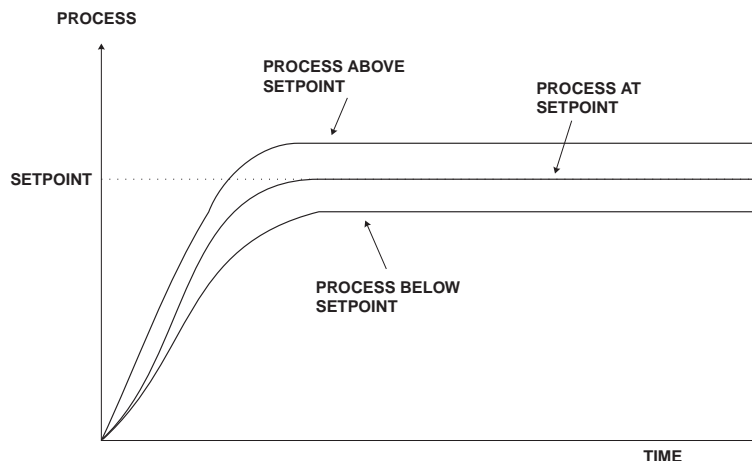 PROCESS
PROCESS ABOVE
SETPOINT
PROCESS AT
SETPOINT
SETPOINT
PROCESS BELOW
SETPOINT
TIME